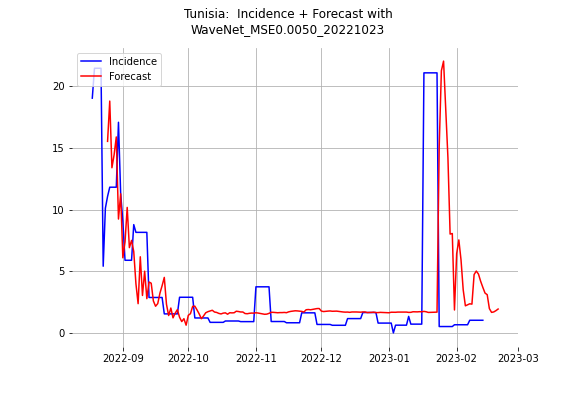 Tunisia:  Incidence + Forecast with
WaveNet_MSE0.0050_20221023
Incidence
Forecast
20
15
10
5
0
2022-09 2022-10 2022-11 2022-12 2023-01 2023-02 2023-03